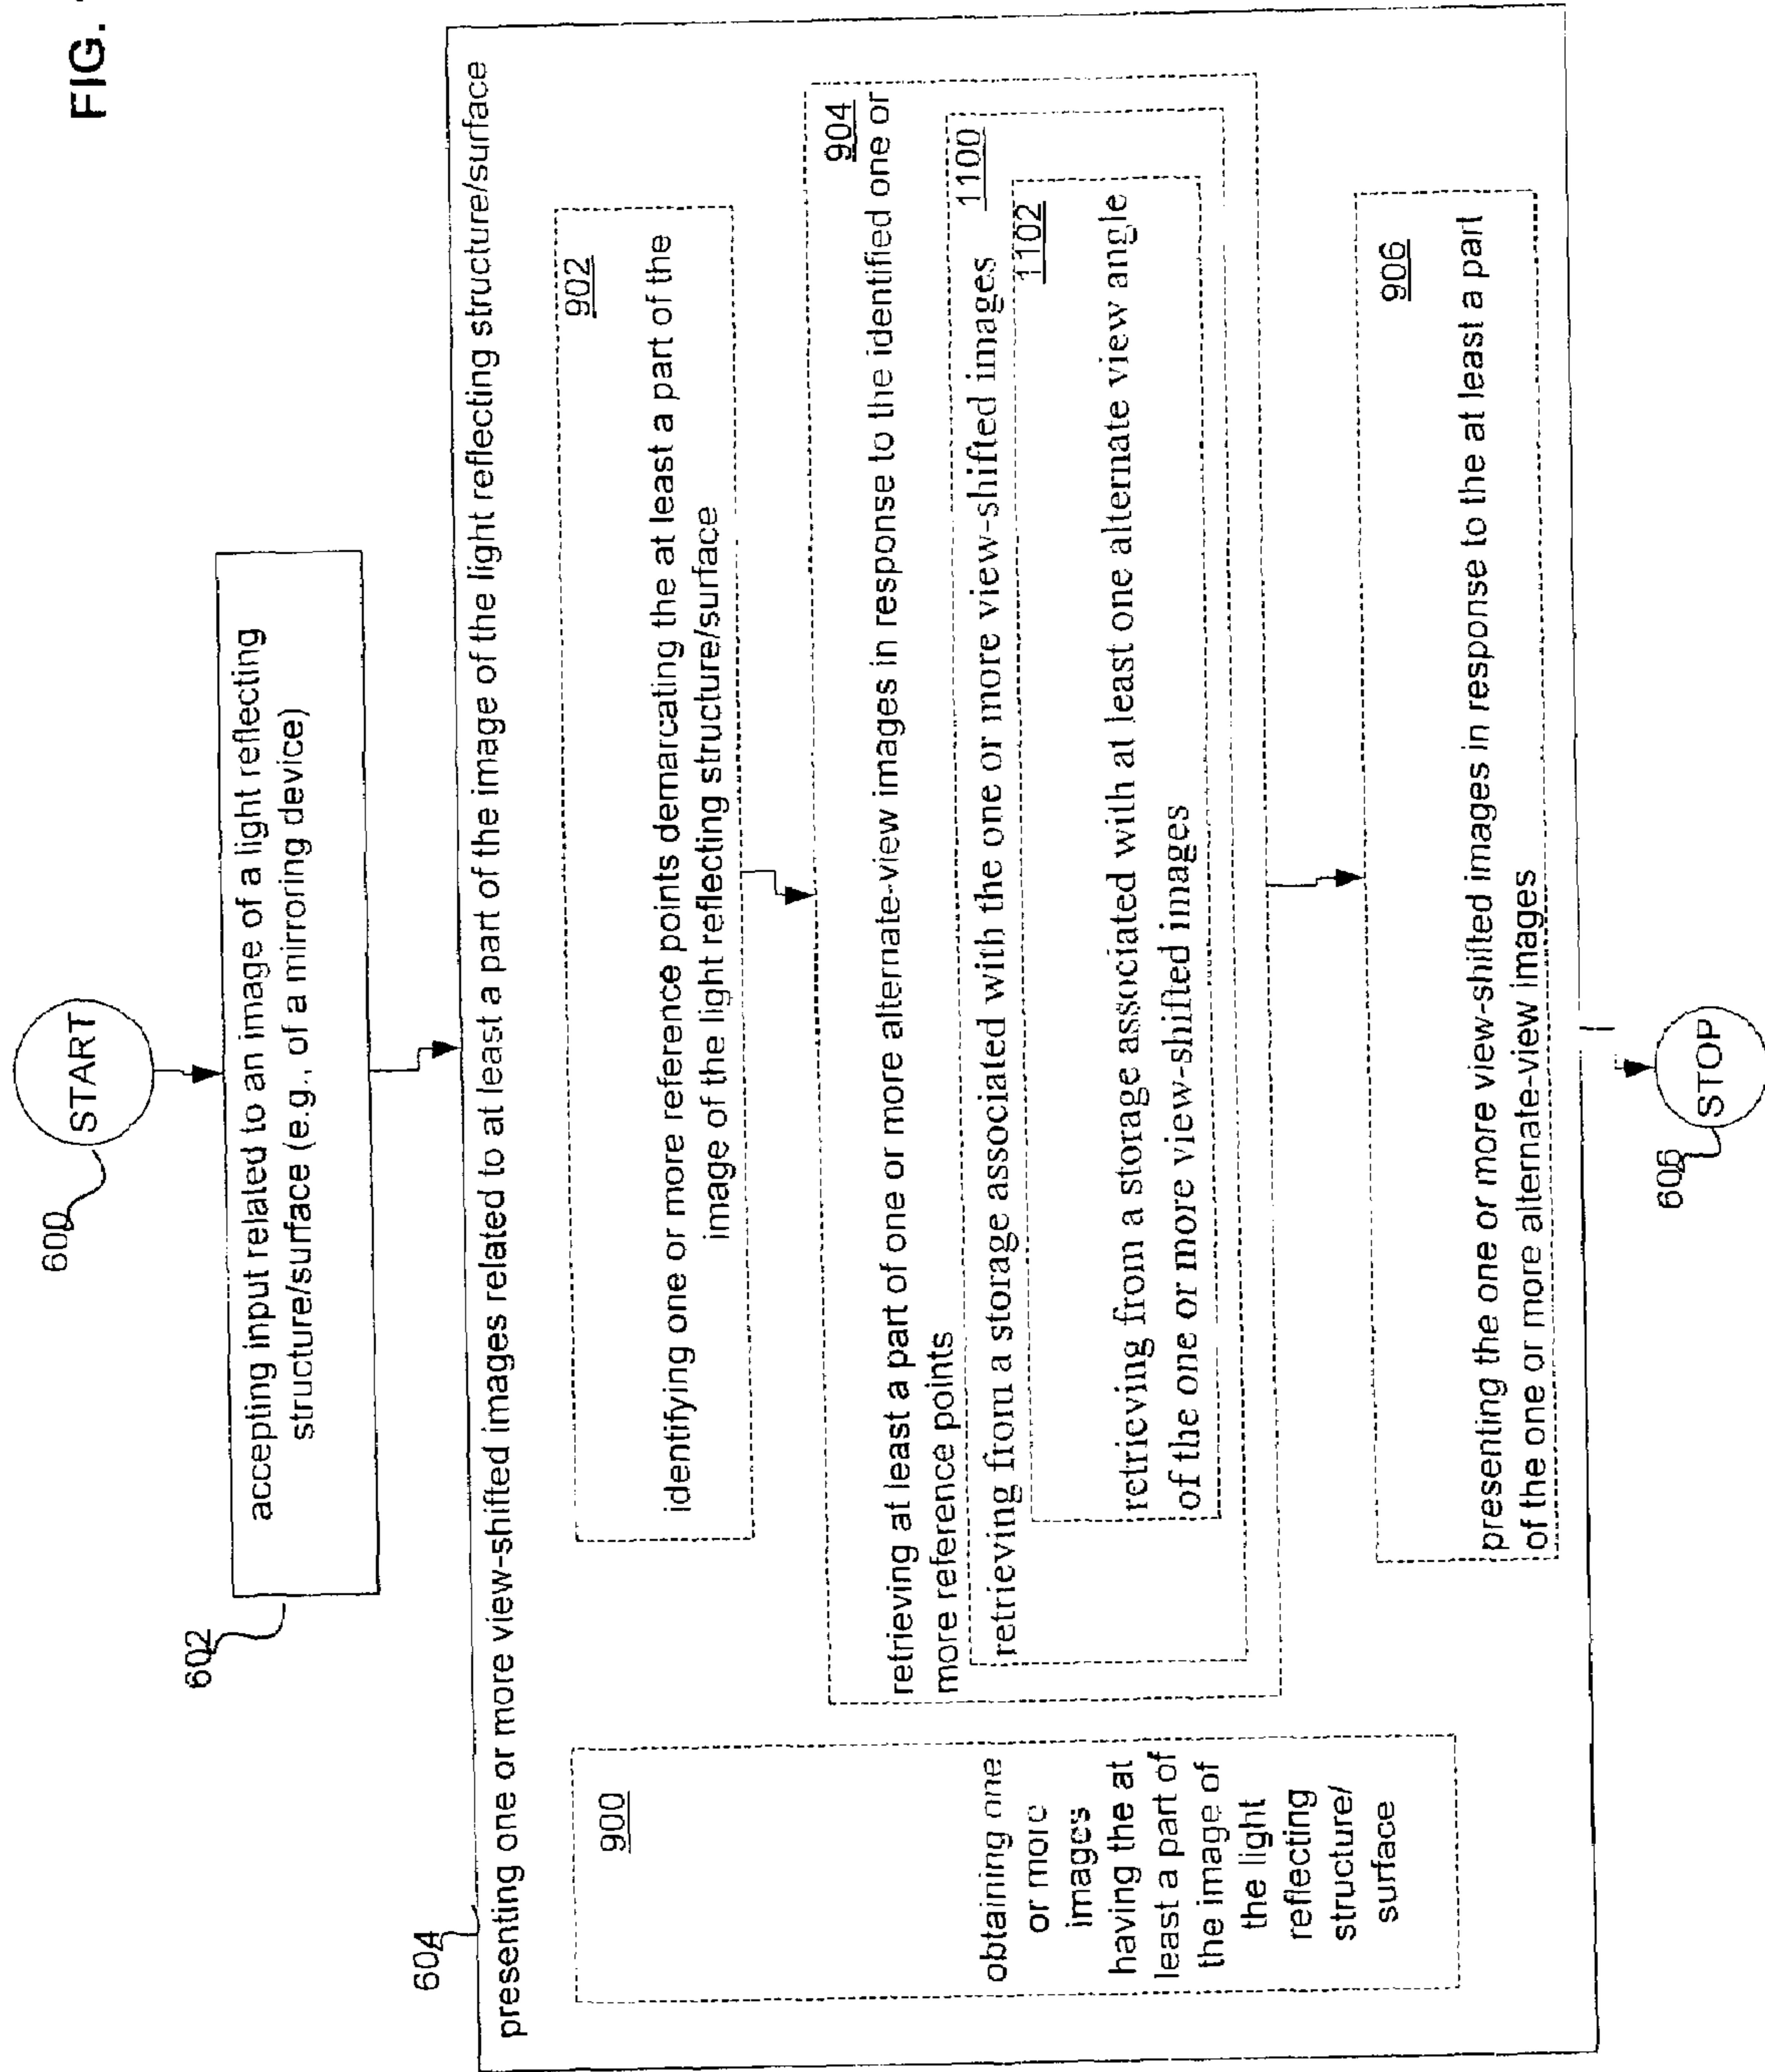 FIG.
START
600
accepting input related to an image of a light reflecting
structure/surface (e.g., of a mirroring device)
602
604
presenting one or more view-shifted images related to at least a part of the image of the light reflecting structure/surface
900
obtaining one
or more
images
having the at
least a part of
the image of
the light
reflecting
structure/
surface
902
identifying one or more reference points demarcating the at least a part of the
image of the light reflecting structure/surface
904
retrieving at least a part of one or more alternate-view images in response to the identified one or
more reference points
1100
retrieving from a storage associated with the one or more view-shifted images
1102
retrieving from a storage associated with at least one alternate view angle
of the one or more view-shifted images
906
presenting the one or more view-shifted images in response to the at least a part
of the one or more alternate-view images
STOP
606